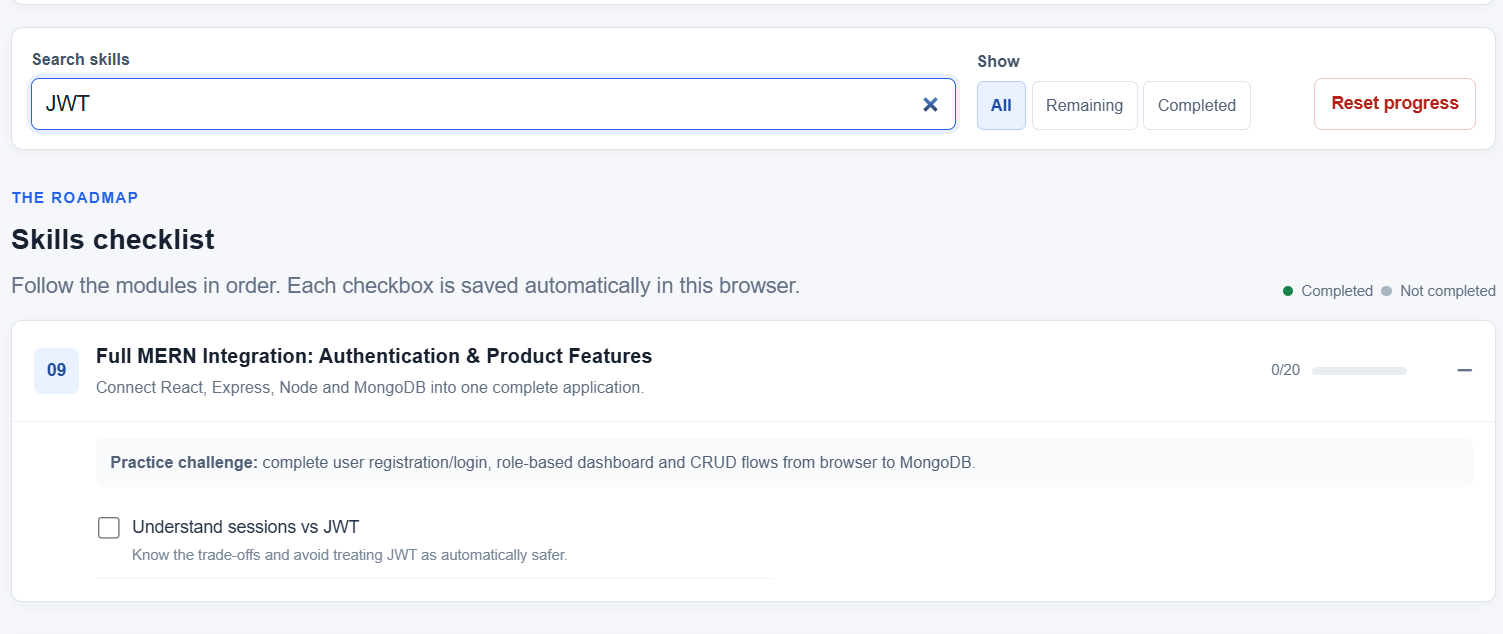 Search skills
JWT
Show
All
Remaining
Completed
Reset progress
THE ROADMAP
Skills checklist
Follow the modules in order. Each checkbox is saved automatically in this browser.
Completed
Not completed
09
Full MERN Integration: Authentication & Product Features
Connect React, Express, Node and MongoDB into one complete application.
0/20
Practice challenge: complete user registration/login, role-based dashboard and CRUD flows from browser to MongoDB.
Understand sessions vs JWT
Know the trade-offs and avoid treating JWT as automatically safer.